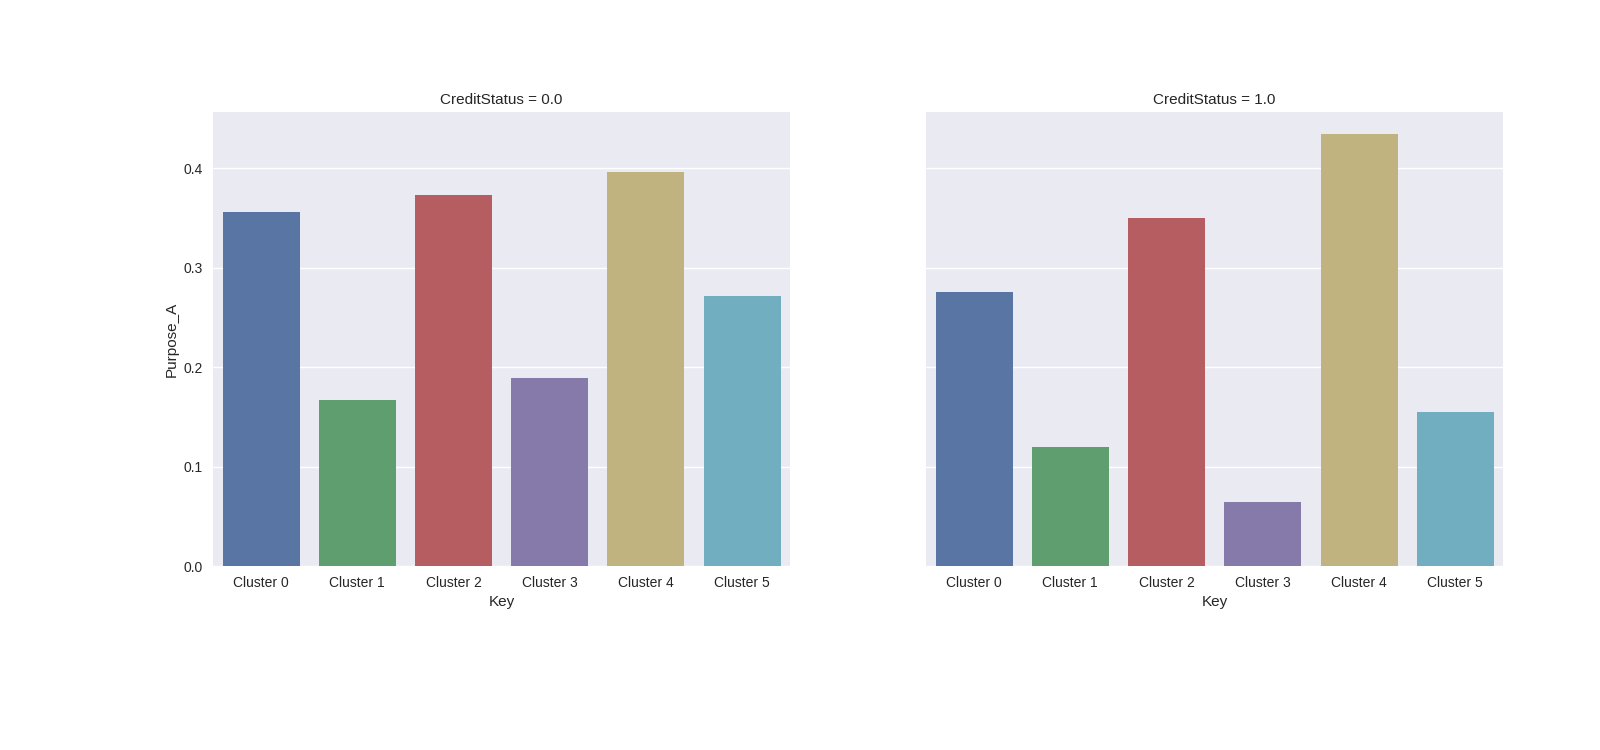 CreditStatus = 0.0
CreditStatus = 1.0
Purpose_A
0.4
0.3
0.2
0.1
0.0
Cluster 0 Cluster 1 Cluster 2 Cluster 3 Cluster 4 Cluster 5
Key
Cluster 0 Cluster 1 Cluster 2 Cluster 3 Cluster 4 Cluster 5
Key